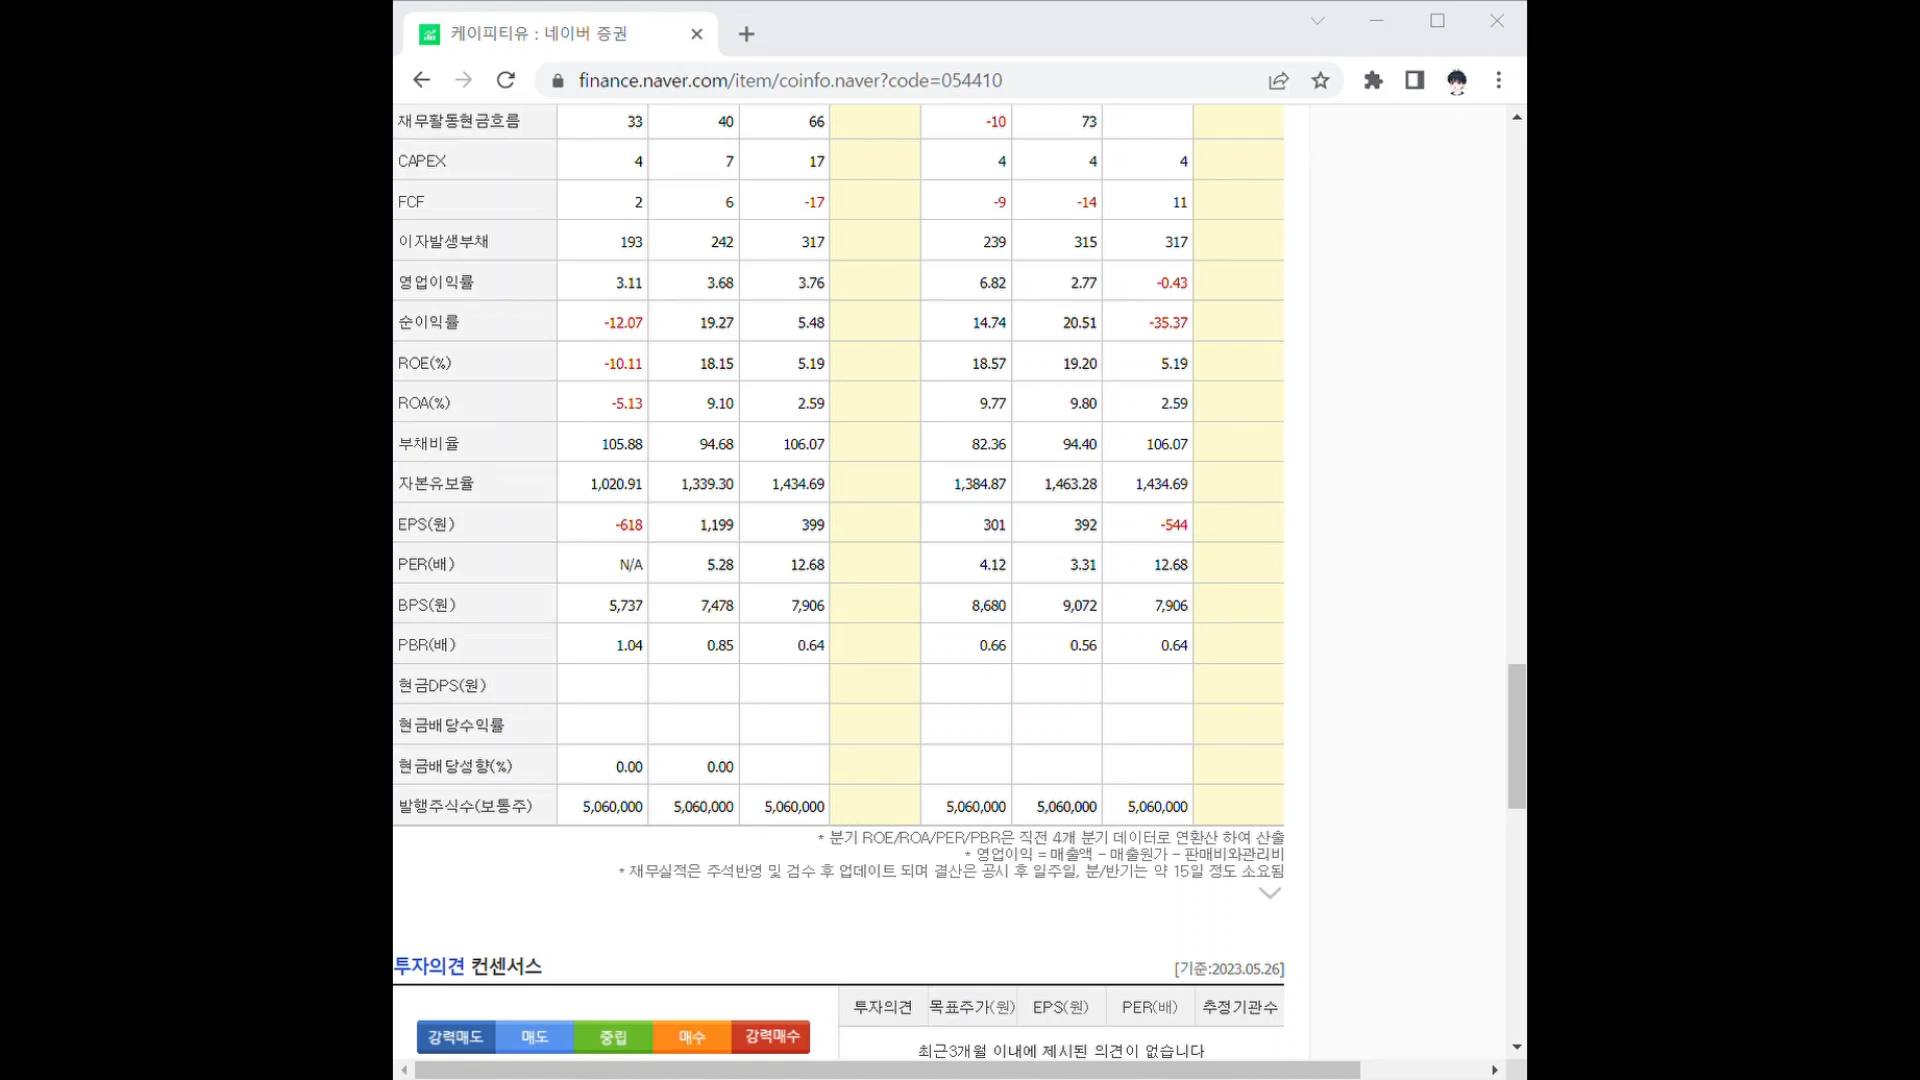 케이피티유 : 네이버 증권
finance.naver.com/item/coinfo.naver?code=054410
재무활동현금흐름 33 40 66 -10 73
CAPEX 4 7 17 4 4 4
FCF 2 6 -17 -9 -14 11
이자발생부채 193 242 317 239 315 317
영업이익률 3.11 3.68 3.76 6.82 2.77 -0.43
순이익률 -12.07 19.27 5.48 14.74 20.51 -35.37
ROE(%) -10.11 18.15 5.19 18.57 19.20 5.19
ROA(%) -5.13 9.10 2.59 9.77 9.80 2.59
부채비율 105.88 94.68 106.07 82.36 94.40 106.07
자본유보율 1,020.91 1,339.30 1,434.69 1,384.87 1,463.28 1,434.69
EPS(원) -618 1,199 399 301 392 -544
PER(배) N/A 5.28 12.68 4.12 3.31 12.68
BPS(원) 5,737 7,478 7,906 8,680 9,072 7,906
PBR(배) 1.04 0.85 0.64 0.66 0.56 0.64
현금DPS(원)
현금배당수익률
현금배당성향(%) 0.00 0.00
발행주식수(보통주) 5,060,000 5,060,000 5,060,000 5,060,000 5,060,000 5,060,000
* 분기 ROE/ROA/PER/PBR은 직전 4개 분기 데이터로 연환산 하여 산출
* 영업이익 = 매출액 - 매출원가 - 판매비와관리비
* 재무실적은 주석반영 및 검수 후 업데이트 되며 결산은 공시 후 일주일, 분/반기는 약 15일 정도 소요됨
투자의견 컨센서스 [기준:2023.05.26]
투자의견 목표주가(원) EPS(원) PER(배) 추정기관수
강력매도 매도 중립 매수 강력매수
최근3개월 이내에 제시된 의견이 없습니다